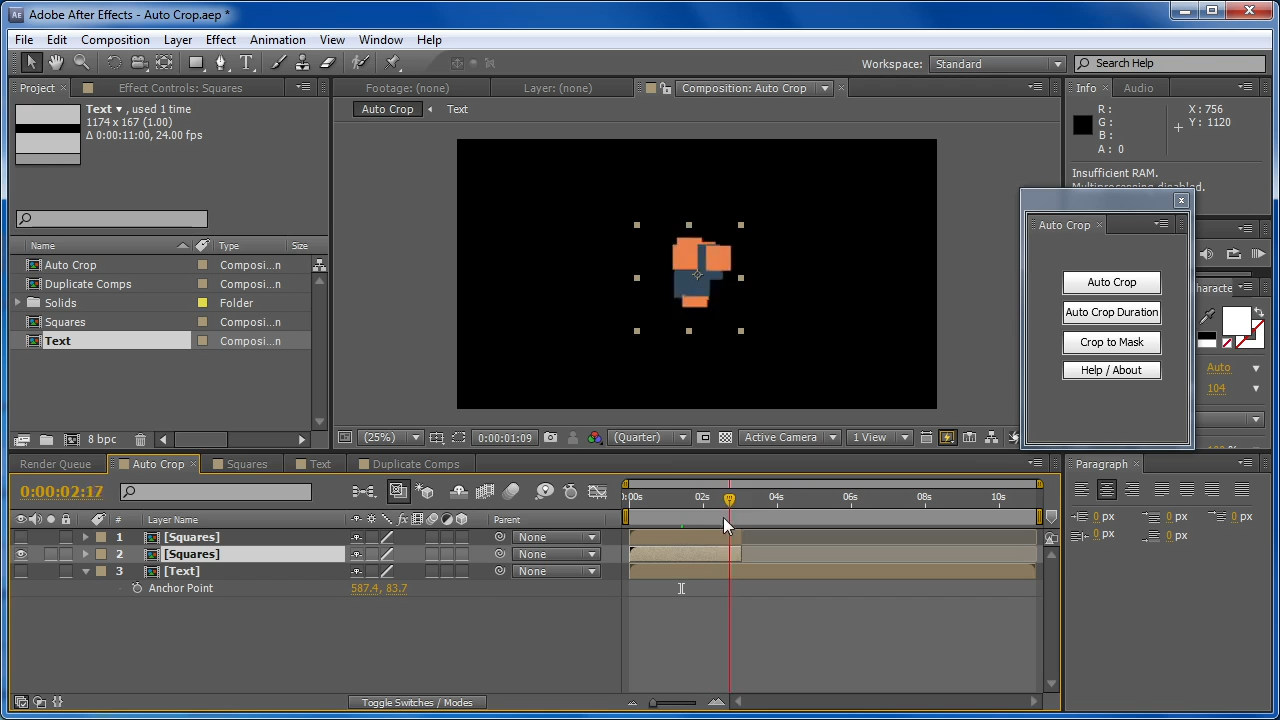 Adobe After Effects - Auto Crop.aep *
File Edit Composition Layer Effect Animation View Window Help
Workspace: Standard Search Help
Project Effect Controls: Squares
Footage: (none) Layer: (none) Composition: Auto Crop
Info Audio
Text , used 1 time
1174 x 167 (1.00)
Δ 0:00:11:00, 24.00 fps
Auto Crop Text
R :
G :
B :
A : 0
X : 756
Y : 1120
Insufficient RAM.
Auto Crop
Name Type Size
Auto Crop Composi...n
Duplicate Comps Composi...n
Solids Folder
Squares Composi...n
Text Composi...n
Auto Crop
Auto Crop Duration
Crop to Mask
Help / About
Auto
104
8 bpc
(25%) 0:00:01:09 (Quarter) Active Camera 1 View
Render Queue Auto Crop Squares Text Duplicate Comps
Paragraph
0:00:02:17
:00s 02s 04s 06s 08s 10s
# Layer Name Parent
1 [Squares] None
2 [Squares] None
3 [Text] None
Anchor Point 587.4, 83.7
0 px 0 px 0 px
0 px 0 px
Toggle Switches / Modes